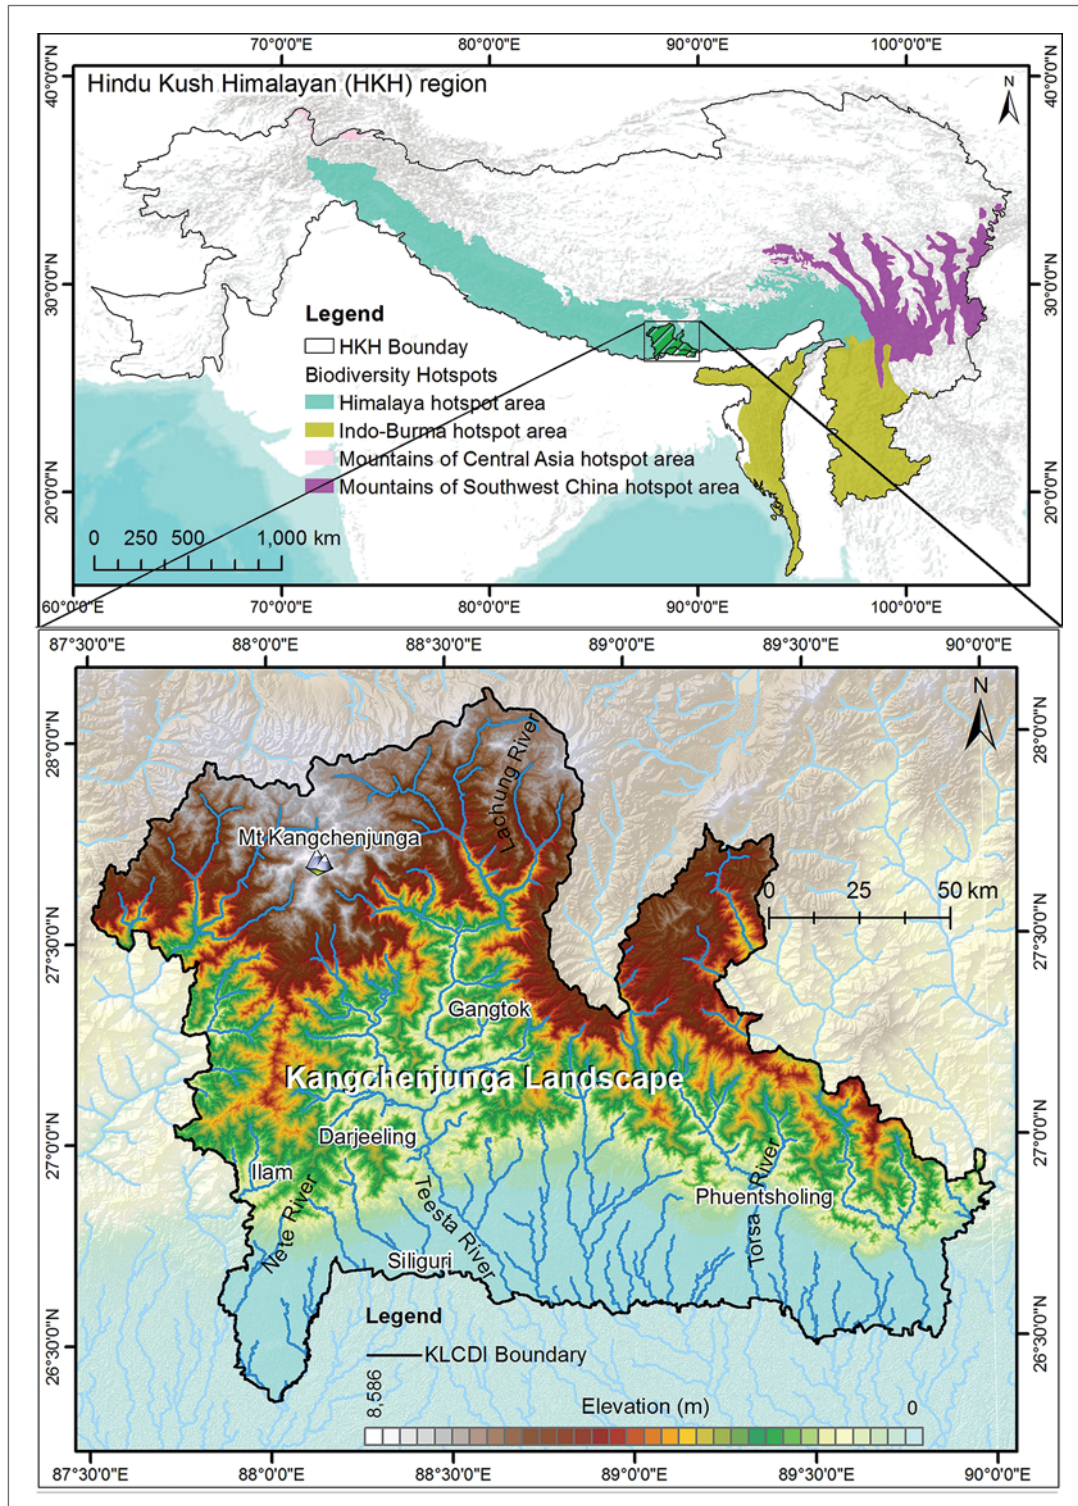 70°0'0"E 80°0'0"E 90°0'0"E 100°0'0"E
40°0'0"N
40°0'0"N
Hindu Kush Himalayan (HKH) region
N
30°0'0"N
30°0'0"N
Legend
HKH Bounday
Biodiversity Hotspots
Himalaya hotspot area
Indo-Burma hotspot area
Mountains of Central Asia hotspot area
Mountains of Southwest China hotspot area
20°0'0"N
20°0'0"N
0 250 500 1,000 km
60°0'0"E 70°0'0"E 80°0'0"E 90°0'0"E 100°0'0"E
87°30'0"E 88°0'0"E 88°30'0"E 89°0'0"E 89°30'0"E 90°0'0"E
N
28°0'0"N
28°0'0"N
Lachung River
Mt Kangchenjunga
0 25 50 km
27°30'0"N
27°30'0"N
Gangtok
Kangchenjunga Landscape
27°0'0"N
27°0'0"N
Darjeeling
Ilam
Phuentsholing
Nete River
Teesta River
Torsa River
Siliguri
26°30'0"N
26°30'0"N
Legend
KLCDI Boundary
8,586 Elevation (m) 0
87°30'0"E 88°0'0"E 88°30'0"E 89°0'0"E 89°30'0"E 90°0'0"E